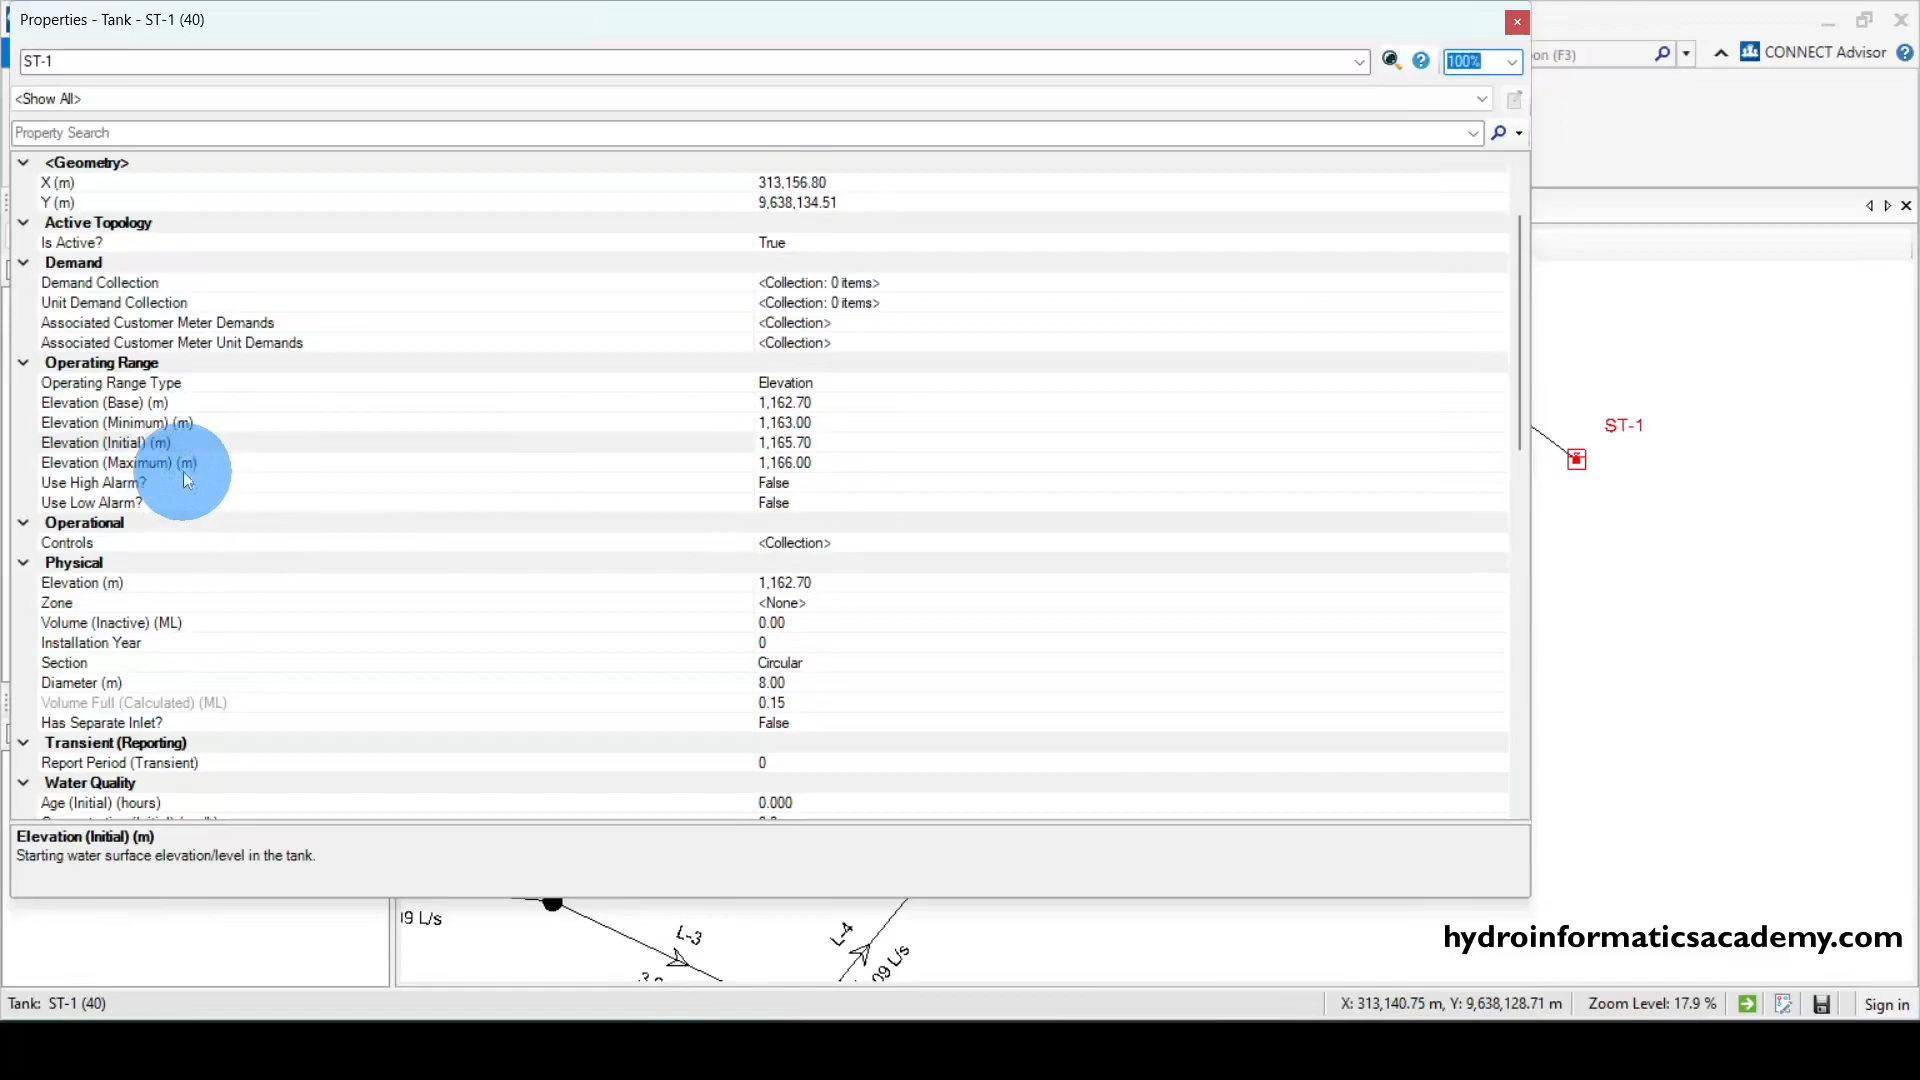 Properties - Tank - ST-1 (40)
ST-1
100%
on (F3)
CONNECT Advisor
<Show All>
Property Search
<Geometry>
X (m) 313,156.80
Y (m) 9,638,134.51
Active Topology
Is Active? True
Demand
Demand Collection <Collection: 0 items>
Unit Demand Collection <Collection: 0 items>
Associated Customer Meter Demands <Collection>
Associated Customer Meter Unit Demands <Collection>
Operating Range
Operating Range Type Elevation
Elevation (Base) (m) 1,162.70
Elevation (Minimum) (m) 1,163.00
Elevation (Initial) (m) 1,165.70
Elevation (Maximum) (m) 1,166.00
Use High Alarm? False
Use Low Alarm? False
Operational
Controls <Collection>
Physical
Elevation (m) 1,162.70
Zone <None>
Volume (Inactive) (ML) 0.00
Installation Year 0
Section Circular
Diameter (m) 8.00
Volume Full (Calculated) (ML) 0.15
Has Separate Inlet? False
Transient (Reporting)
Report Period (Transient) 0
Water Quality
Age (Initial) (hours) 0.000
Elevation (Initial) (m)
Starting water surface elevation/level in the tank.
ST-1
L-3
L-4
09 L/s
hydroinformaticsacademy.com
Tank: ST-1 (40)
X: 313,140.75 m, Y: 9,638,128.71 m
Zoom Level: 17.9 %
Sign in